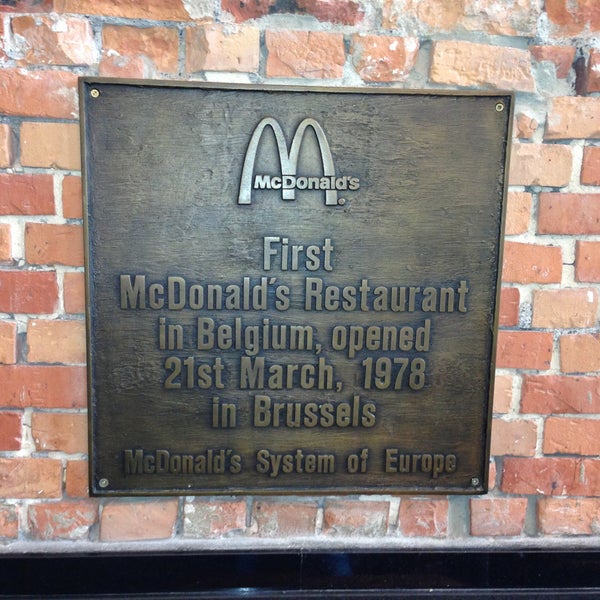 McDonald's
®
First
McDonald's Restaurant
in Belgium, opened
21st March, 1978
in Brussels
McDonald's System of Europe